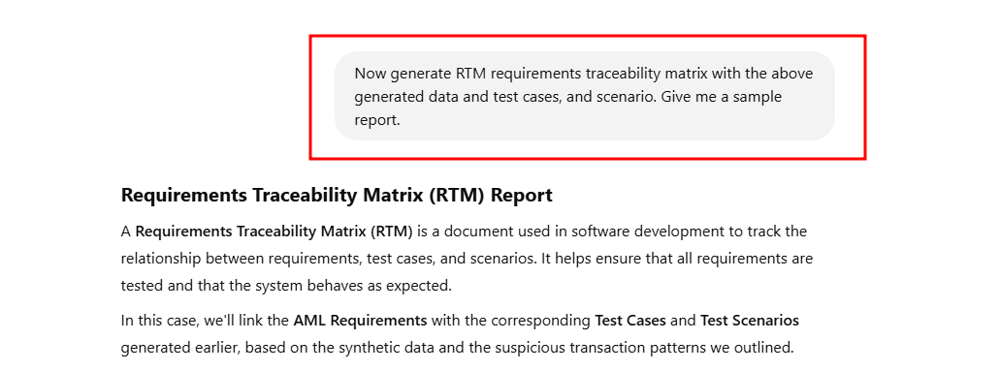 Now generate RTM requirements traceability matrix with the above
generated data and test cases, and scenario. Give me a sample
report.
Requirements Traceability Matrix (RTM) Report
A Requirements Traceability Matrix (RTM) is a document used in software development to track the
relationship between requirements, test cases, and scenarios. It helps ensure that all requirements are
tested and that the system behaves as expected.
In this case, we'll link the AML Requirements with the corresponding Test Cases and Test Scenarios
generated earlier, based on the synthetic data and the suspicious transaction patterns we outlined.